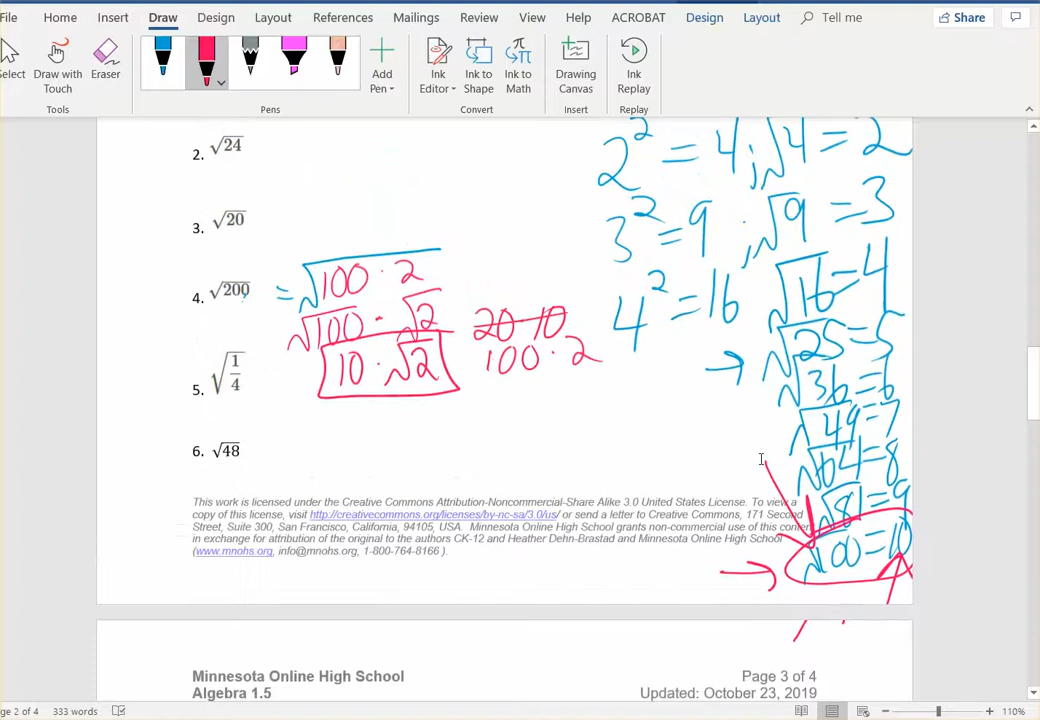 File Home Insert Draw Design Layout References Mailings Review View Help ACROBAT Design Layout Tell me Share
Select Draw with Touch Eraser Add Pen Ink Editor Ink to Shape Ink to Math Drawing Canvas Ink Replay
Tools Pens Convert Insert Replay
2. √24
2² = 4 ; √4 = 2
3. √20
3² = 9 ; √9 = 3
4. √200 = √100 · 2
√100 · √2
10 · √2
20 · 10
100 · 2
4² = 16 √16 = 4
√25 = 5
√36 = 6
√49 = 7
√64 = 8
√81 = 9
√100 = 10
5. √1/4
6. √48
This work is licensed under the Creative Commons Attribution-Noncommercial-Share Alike 3.0 United States License. To view a
copy of this license, visit http://creativecommons.org/licenses/by-nc-sa/3.0/us/ or send a letter to Creative Commons, 171 Second
Street, Suite 300, San Francisco, California, 94105, USA. Minnesota Online High School grants non-commercial use of this content
in exchange for attribution of the original to the authors CK-12 and Heather Dehn-Brastad and Minnesota Online High School
(www.mnohs.org, info@mnohs.org, 1-800-764-8166 ).
Minnesota Online High School Page 3 of 4
Algebra 1.5 Updated: October 23, 2019
age 2 of 4 333 words 110%